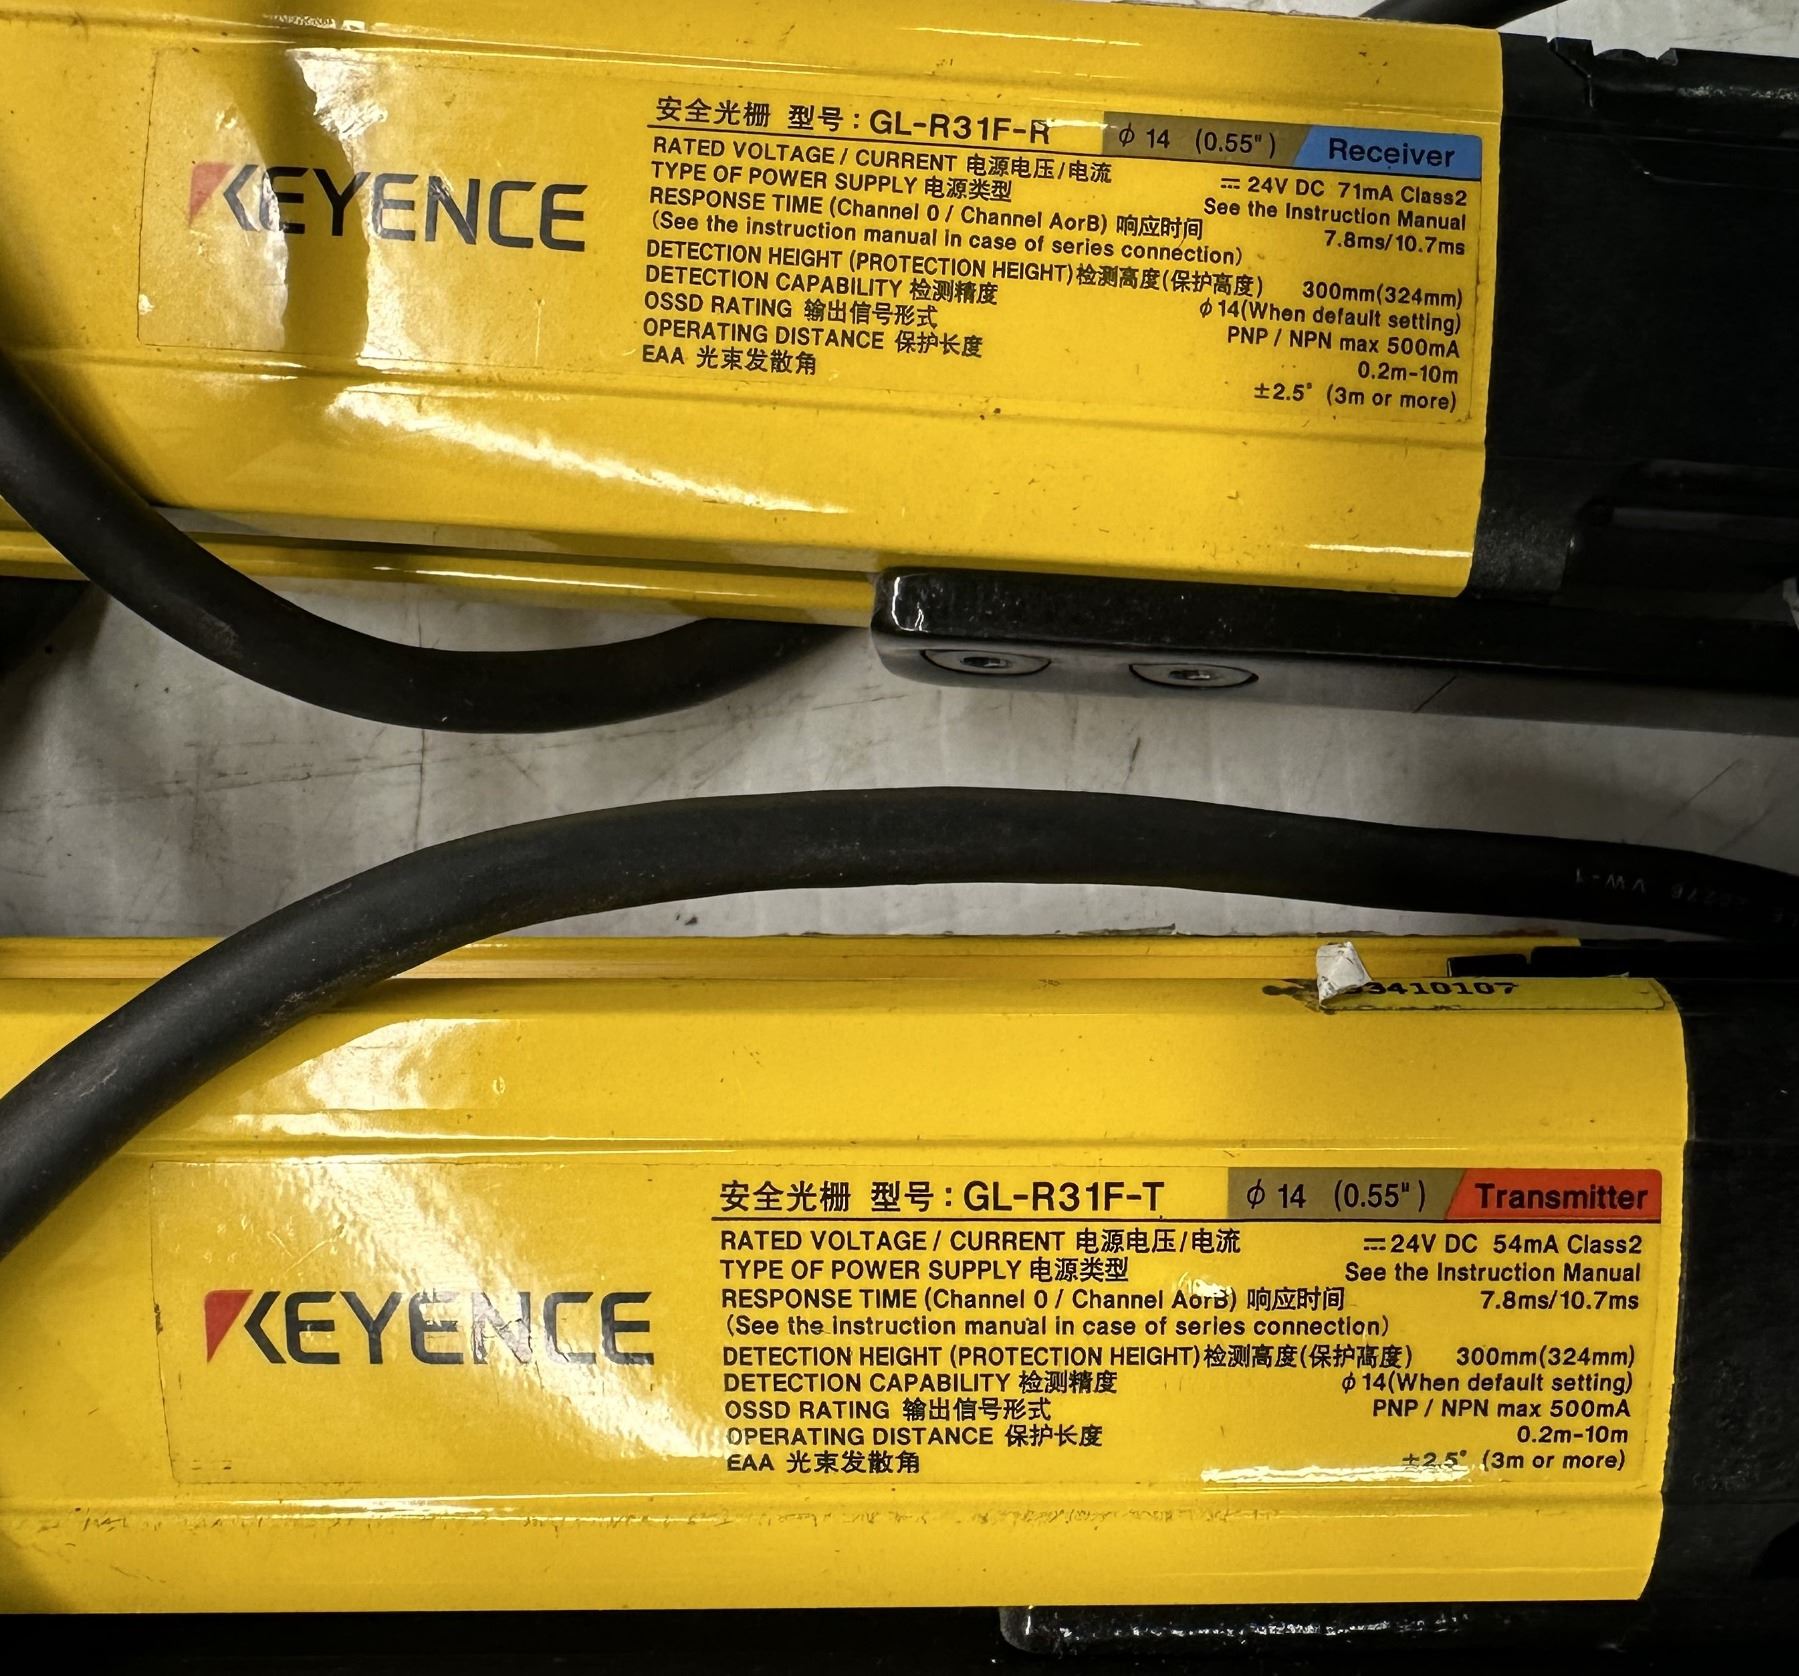 KEYENCE
安全光栅 型号：GL-R31F-R ϕ 14 (0.55") Receiver
RATED VOLTAGE / CURRENT 电源电压/电流 ⎓ 24V DC 71mA Class2
TYPE OF POWER SUPPLY 电源类型 See the Instruction Manual
RESPONSE TIME (Channel 0 / Channel AorB) 响应时间 7.8ms/10.7ms
(See the instruction manual in case of series connection)
DETECTION HEIGHT (PROTECTION HEIGHT)检测高度(保护高度) 300mm(324mm)
DETECTION CAPABILITY 检测精度 ϕ14(When default setting)
OSSD RATING 输出信号形式 PNP / NPN max 500mA
OPERATING DISTANCE 保护长度 0.2m-10m
EAA 光束发散角 ±2.5° (3m or more)
VW-1
3410107
KEYENCE
安全光栅 型号：GL-R31F-T ϕ 14 (0.55") Transmitter
RATED VOLTAGE / CURRENT 电源电压/电流 ⎓24V DC 54mA Class2
TYPE OF POWER SUPPLY 电源类型 See the Instruction Manual
RESPONSE TIME (Channel 0 / Channel AorB) 响应时间 7.8ms/10.7ms
(See the instruction manual in case of series connection)
DETECTION HEIGHT (PROTECTION HEIGHT)检测高度(保护高度) 300mm(324mm)
DETECTION CAPABILITY 检测精度 ϕ14(When default setting)
OSSD RATING 输出信号形式 PNP / NPN max 500mA
OPERATING DISTANCE 保护长度 0.2m-10m
EAA 光束发散角 ±2.5° (3m or more)